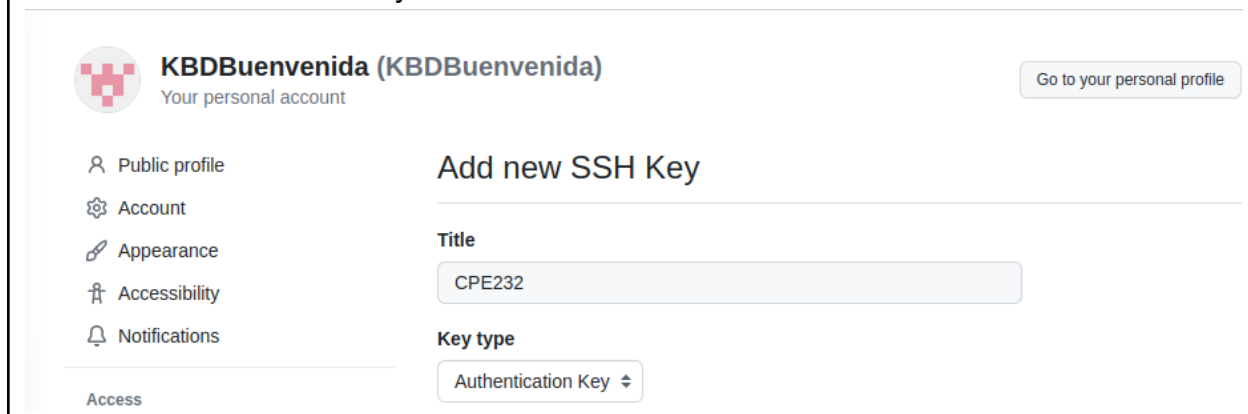 KBDBuenvenida (KBDBuenvenida)
Your personal account
Go to your personal profile
Public profile
Account
Appearance
Accessibility
Notifications
Access
Add new SSH Key
Title
CPE232
Key type
Authentication Key